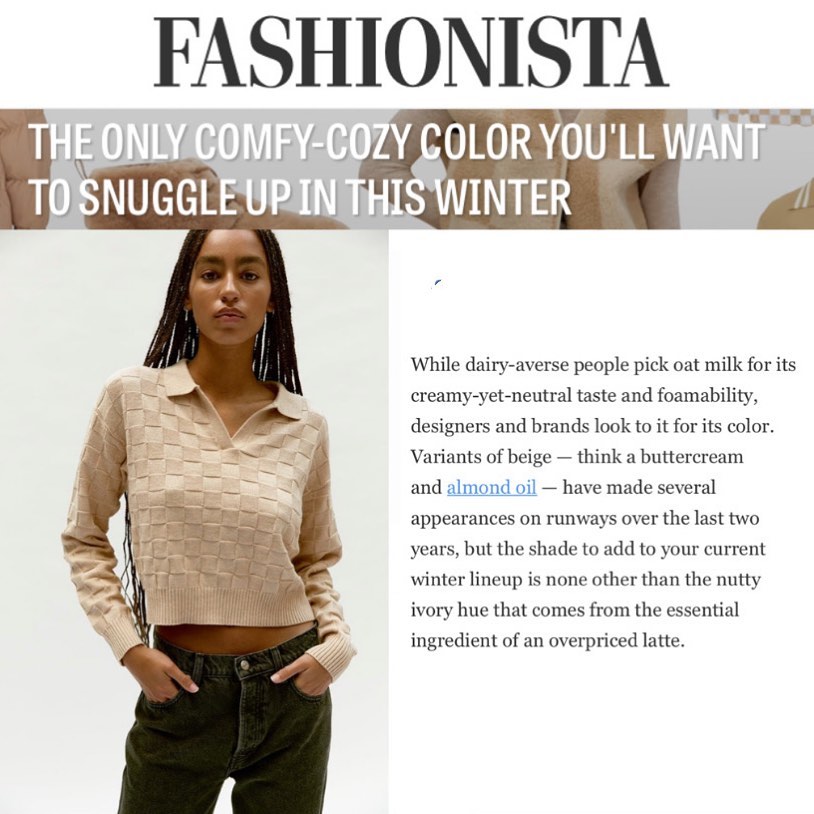 FASHIONISTA
THE ONLY COMFY-COZY COLOR YOU'LL WANT
TO SNUGGLE UP IN THIS WINTER
While dairy-averse people pick oat milk for its
creamy-yet-neutral taste and foamability,
designers and brands look to it for its color.
Variants of beige — think a buttercream
and almond oil — have made several
appearances on runways over the last two
years, but the shade to add to your current
winter lineup is none other than the nutty
ivory hue that comes from the essential
ingredient of an overpriced latte.